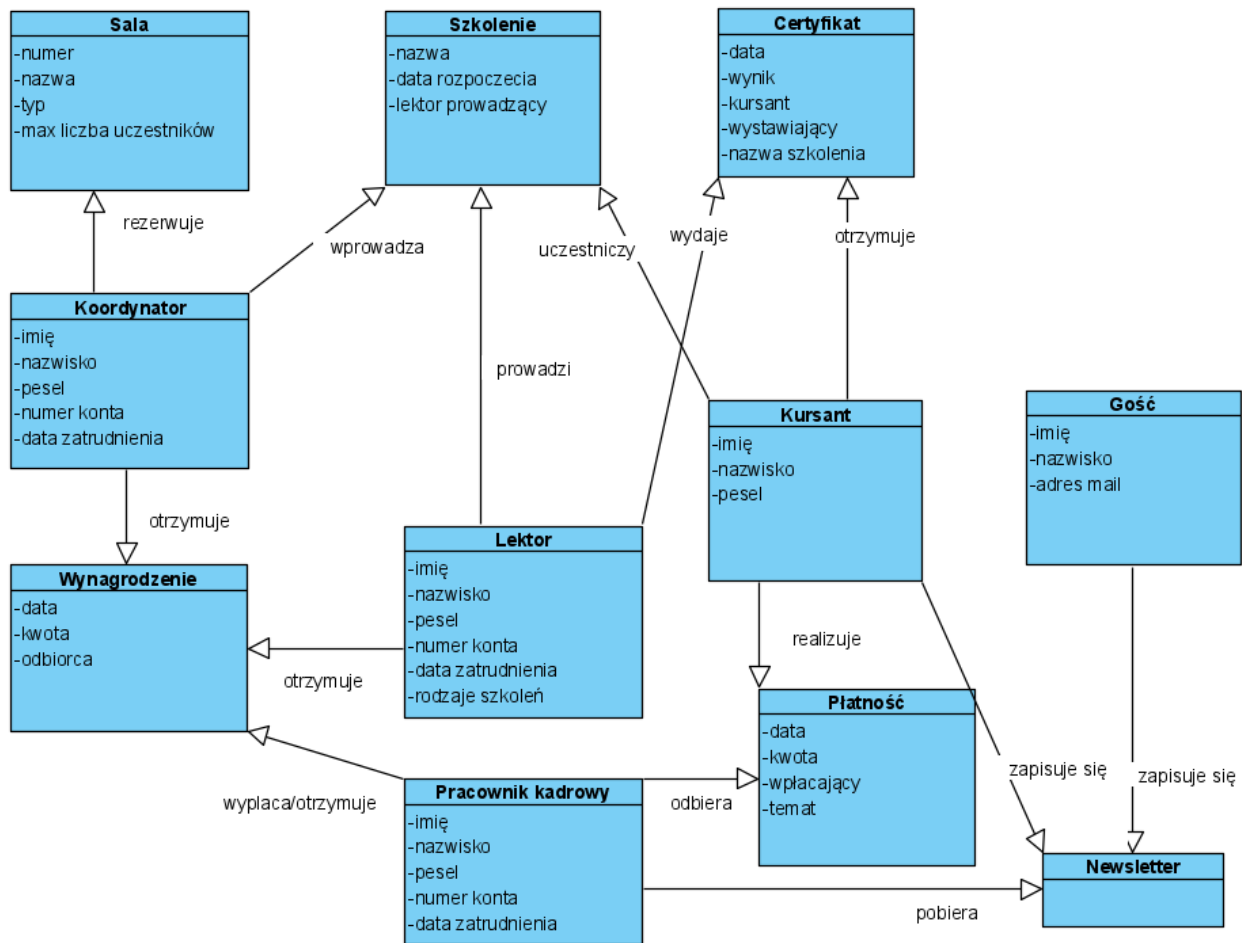 Sala
-numer
-nazwa
-typ
-max liczba uczestników
Szkolenie
-nazwa
-data rozpoczecia
-lektor prowadzący
Certyfikat
-data
-wynik
-kursant
-wystawiający
-nazwa szkolenia
rezerwuje
wprowadza
uczestniczy
wydaje
otrzymuje
Koordynator
-imię
-nazwisko
-pesel
-numer konta
-data zatrudnienia
prowadzi
Kursant
-imię
-nazwisko
-pesel
Gość
-imię
-nazwisko
-adres mail
otrzymuje
Lektor
-imię
-nazwisko
-pesel
-numer konta
-data zatrudnienia
-rodzaje szkoleń
Wynagrodzenie
-data
-kwota
-odbiorca
otrzymuje
realizuje
Płatność
-data
-kwota
-wpłacający
-temat
zapisuje się
zapisuje się
wyplaca/otrzymuje
odbiera
Pracownik kadrowy
-imię
-nazwisko
-pesel
-numer konta
-data zatrudnienia
Newsletter
pobiera